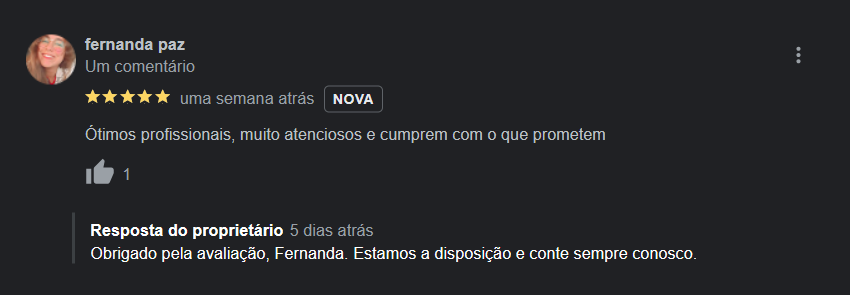 fernanda paz
Um comentário
uma semana atrás NOVA
Ótimos profissionais, muito atenciosos e cumprem com o que prometem
1
Resposta do proprietário 5 dias atrás
Obrigado pela avaliação, Fernanda. Estamos a disposição e conte sempre conosco.